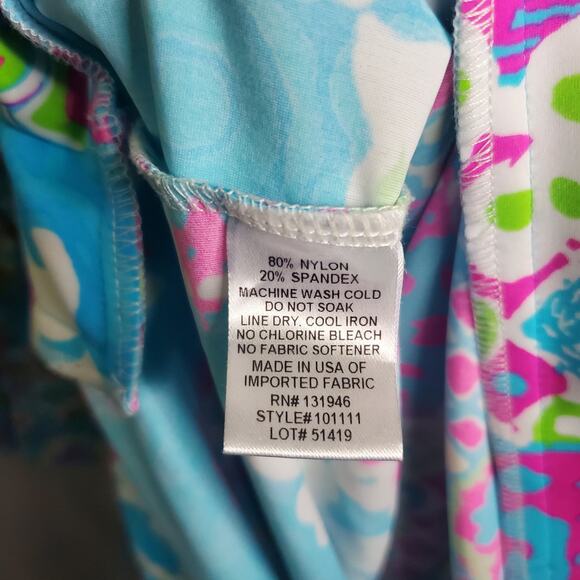 80% NYLON
20% SPANDEX
MACHINE WASH COLD
DO NOT SOAK
LINE DRY. COOL IRON
NO CHLORINE BLEACH
NO FABRIC SOFTENER
MADE IN USA OF
IMPORTED FABRIC
RN# 131946
STYLE#101111
LOT# 51419